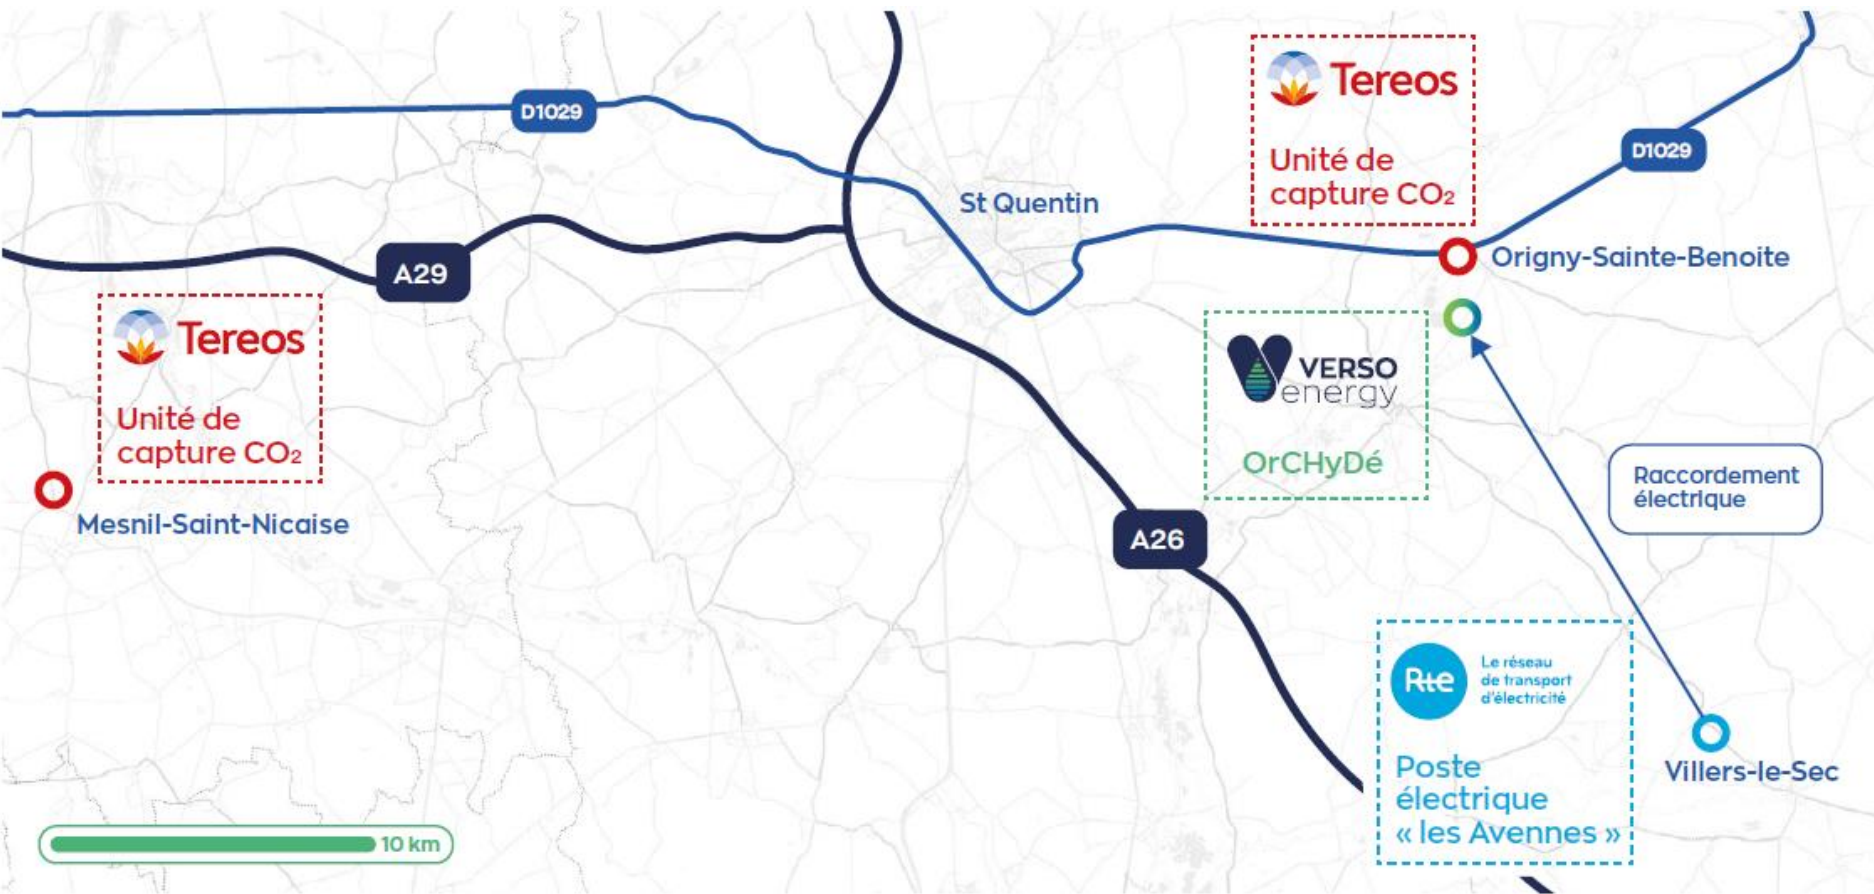 D1029
Tereos
Unité de
capture CO₂
D1029
St Quentin
Origny-Sainte-Benoite
A29
Tereos
Unité de
capture CO₂
Mesnil-Saint-Nicaise
VERSO
energy
OrCHyDé
Raccordement
électrique
A26
Rte
Le réseau
de transport
d'électricité
Poste
électrique
« les Avennes »
Villers-le-Sec
10 km